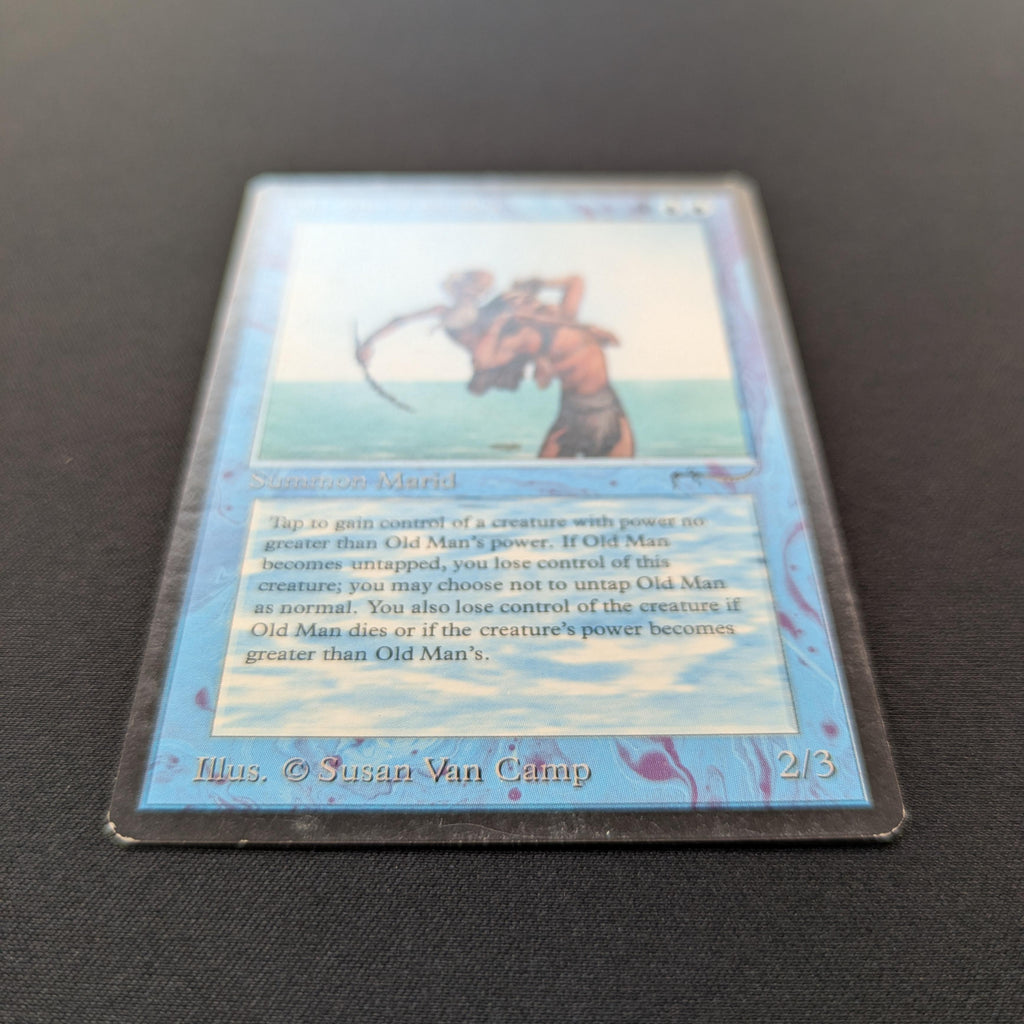 Summon Marid
Tap to gain control of a creature with power no
greater than Old Man's power. If Old Man
becomes untapped, you lose control of this
creature; you may choose not to untap Old Man
as normal. You also lose control of the creature if
Old Man dies or if the creature's power becomes
greater than Old Man's.
Illus. © Susan Van Camp
2/3